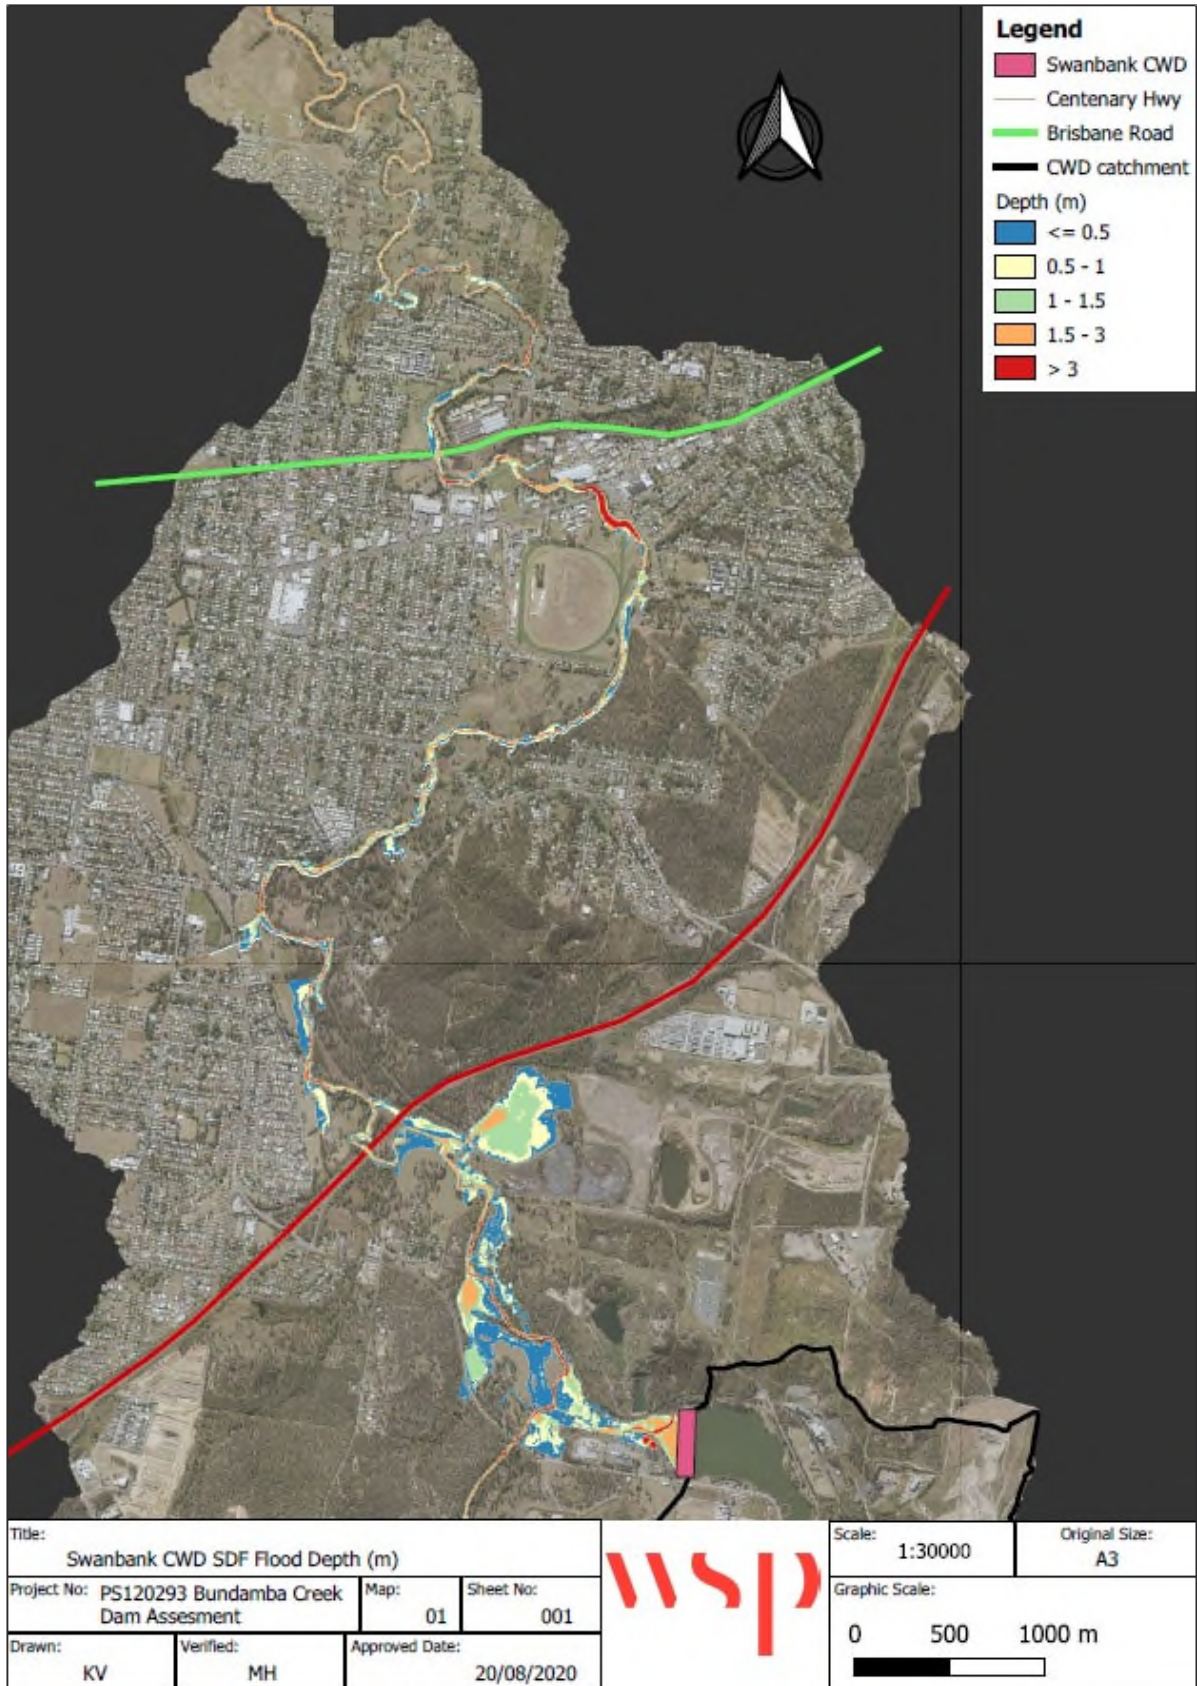 Legend
Swanbank CWD
Centenary Hwy
Brisbane Road
CWD catchment
Depth (m)
<= 0.5
0.5 - 1
1 - 1.5
1.5 - 3
> 3
Title:
Swanbank CWD SDF Flood Depth (m)
Project No: PS120293 Bundamba Creek
Dam Assesment
Map:
01
Sheet No:
001
Drawn:
KV
Verified:
MH
Approved Date:
20/08/2020
wsp
Scale:
1:30000
Original Size:
A3
Graphic Scale:
0 500 1000 m